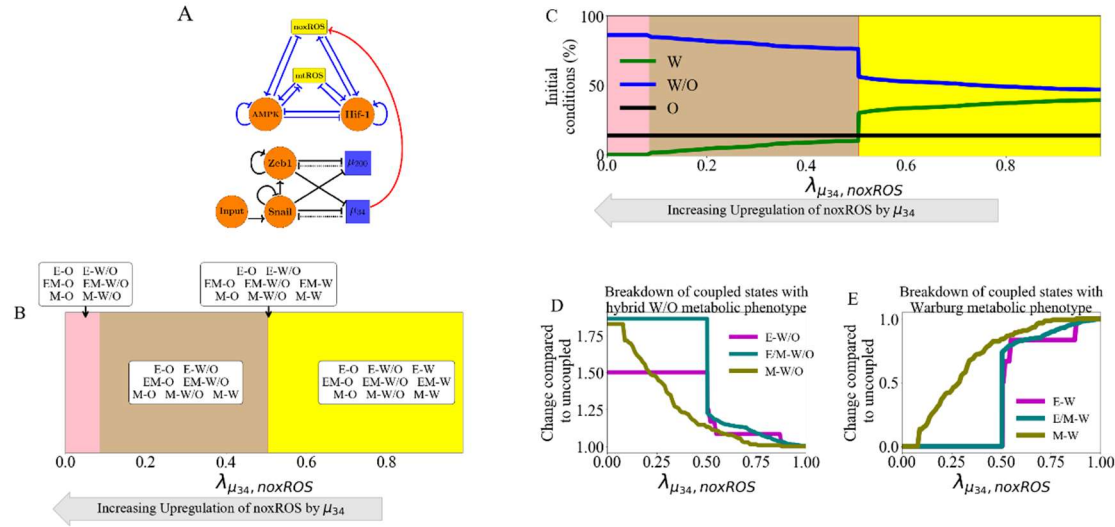 A
noxROS
mtROS
AMPK
Hif-1
Zeb1
μ200
Input
Snail
μ34
B
E-O E-W/O
EM-O EM-W/O
M-O M-W/O
E-O E-W/O
EM-O EM-W/O EM-W
M-O M-W/O M-W
E-O E-W/O
EM-O EM-W/O
M-O M-W/O M-W
E-O E-W/O E-W
EM-O EM-W/O EM-W
M-O M-W/O M-W
0.0 0.2 0.4 0.6 0.8
λμ34, noxROS
Increasing Upregulation of noxROS by μ34
C
Initial
conditions (%)
100
50
0
W
W/O
O
0.0 0.2 0.4 0.6 0.8
λμ34, noxROS
Increasing Upregulation of noxROS by μ34
D
Breakdown of coupled states with
hybrid W/O metabolic phenotype
Change compared
to uncoupled
1.75
1.50
1.25
1.00
E-W/O
E/M-W/O
M-W/O
0.00 0.25 0.50 0.75 1.00
λμ34, noxROS
E
Breakdown of coupled states with
Warburg metabolic phenotype
Change compared
to uncoupled
1.0
0.5
0.0
E-W
E/M-W
M-W
0.00 0.25 0.50 0.75 1.00
λμ34, noxROS